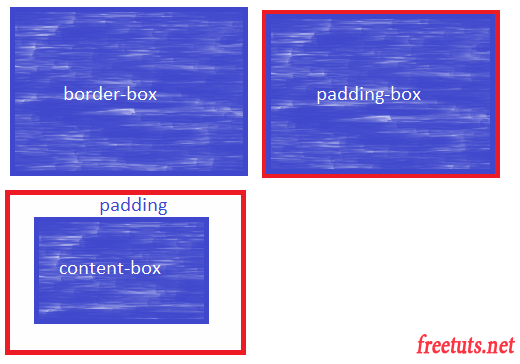 border-box
padding-box
padding
content-box
freetuts.net